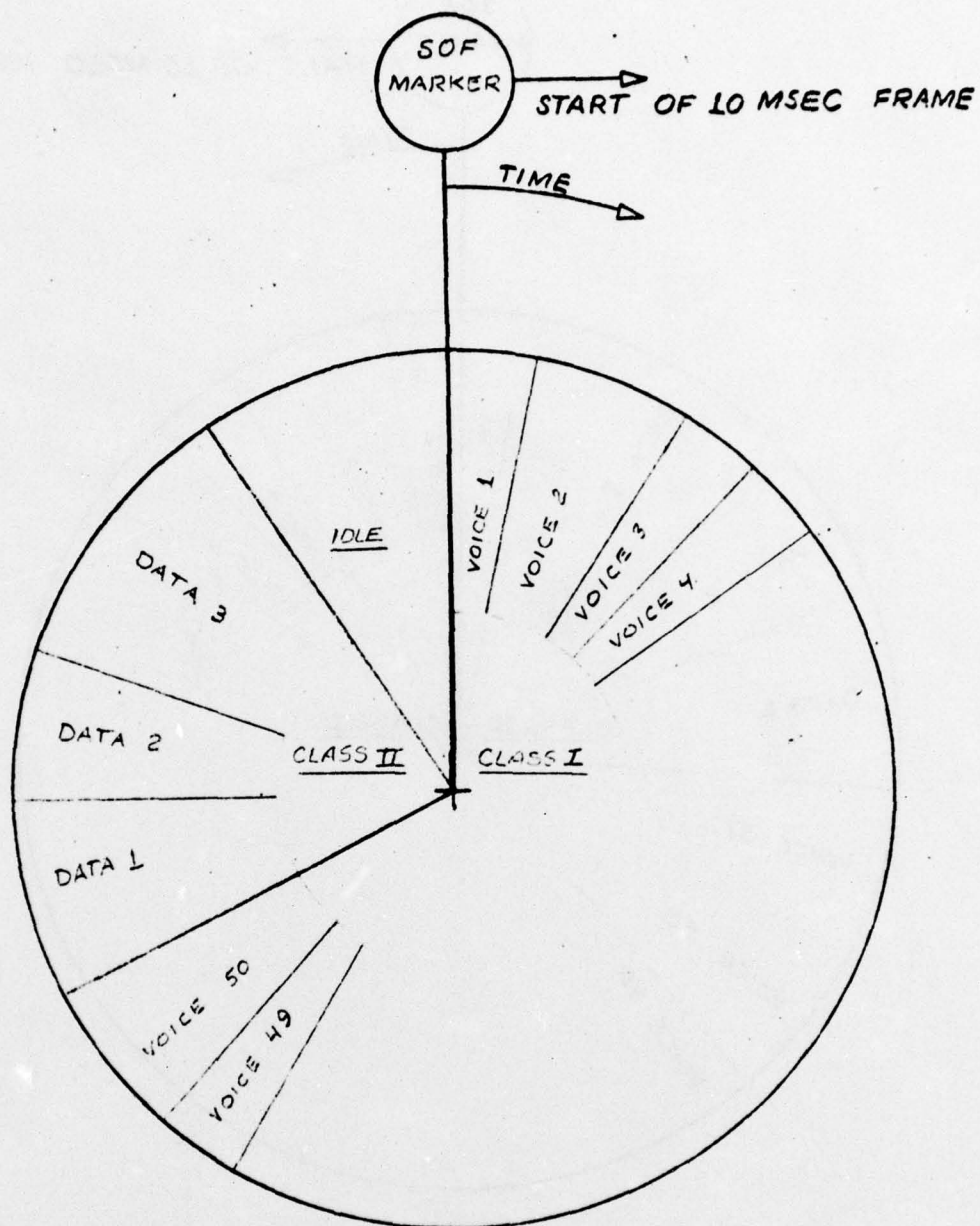 SOF
MARKER
START OF 10 MSEC FRAME
TIME
VOICE 1
VOICE 2
VOICE 3
VOICE 4
IDLE
DATA 3
DATA 2
CLASS II
CLASS I
DATA 1
VOICE 50
VOICE 49